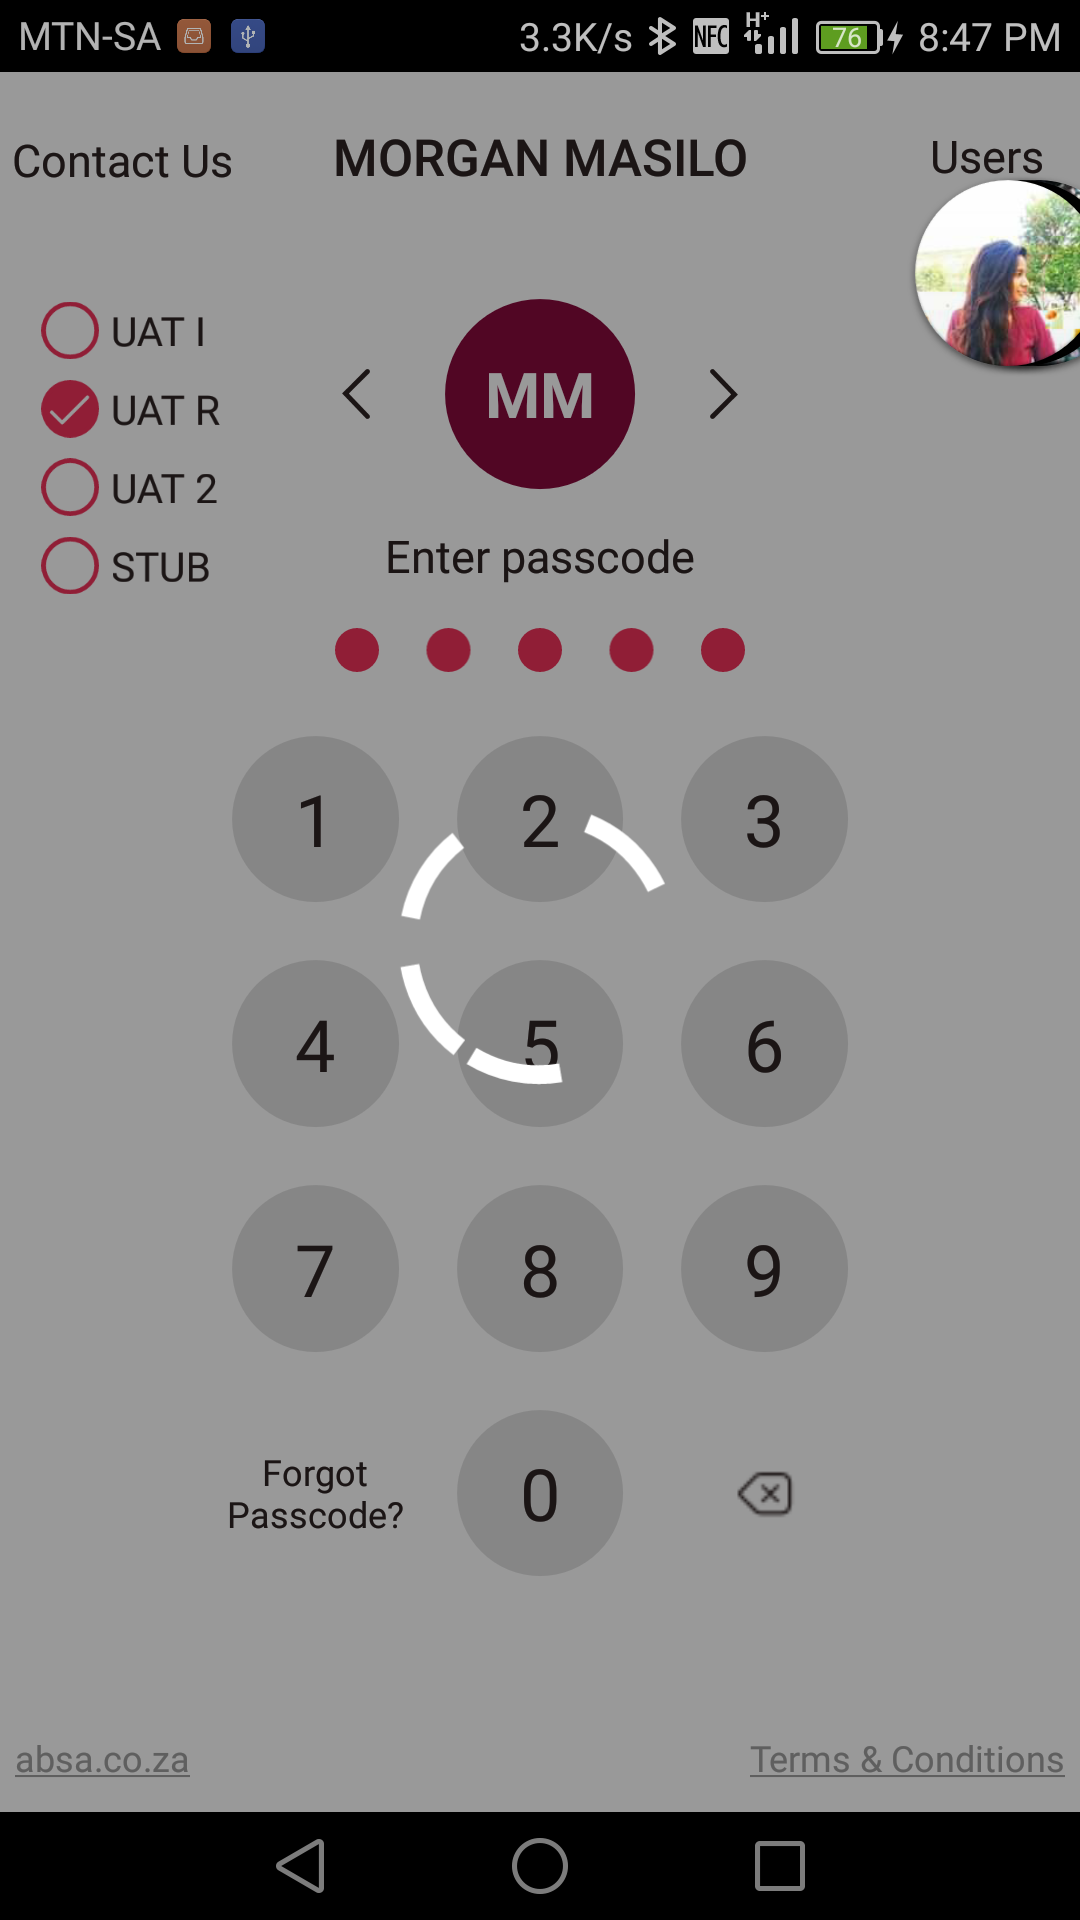 MTN-SA 3.3K/s NFC H+ 76 8:47 PM
Contact Us MORGAN MASILO Users
UAT I
UAT R
UAT 2
STUB
MM
Enter passcode
1 2 3
4 5 6
7 8 9
Forgot
Passcode?
0
absa.co.za Terms & Conditions